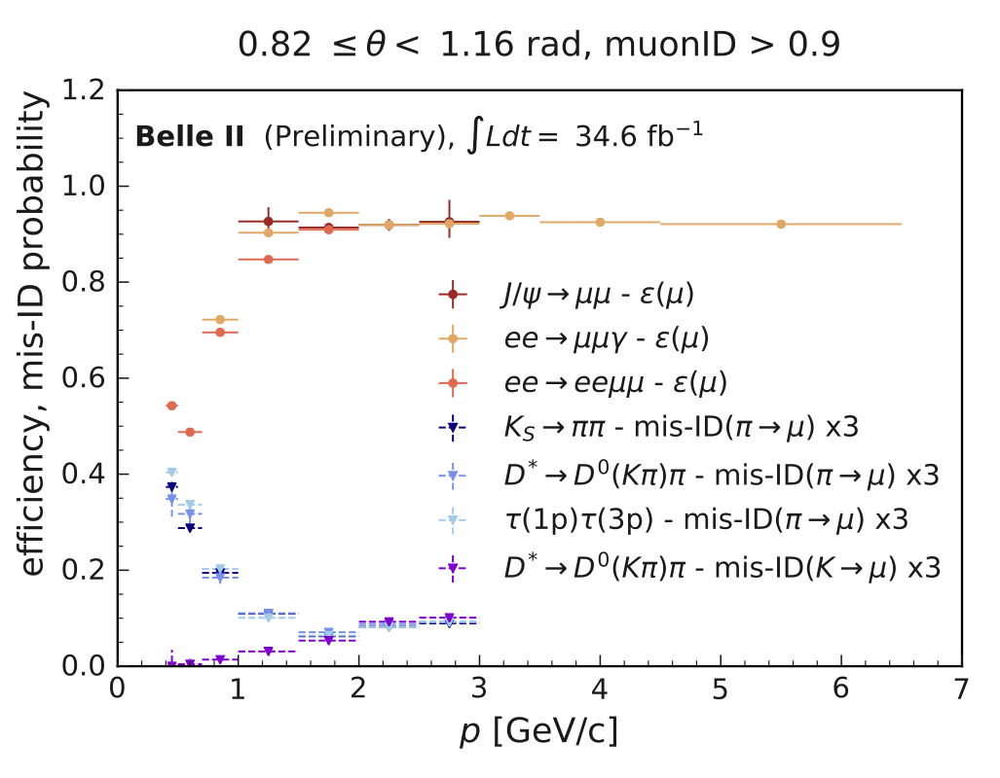 0.82 ≤ θ < 1.16 rad, muonID > 0.9
efficiency, mis-ID probability
1.2
1.0
0.8
0.6
0.4
0.2
0.0
Belle II (Preliminary), ∫Ldt = 34.6 fb⁻¹
J/ψ → μμ - ε(μ)
ee → μμγ - ε(μ)
ee → eeμμ - ε(μ)
K_S → ππ - mis-ID(π → μ) x3
D* → D⁰(Kπ)π - mis-ID(π → μ) x3
τ(1p)τ(3p) - mis-ID(π → μ) x3
D* → D⁰(Kπ)π - mis-ID(K → μ) x3
0 1 2 3 4 5 6 7
p [GeV/c]